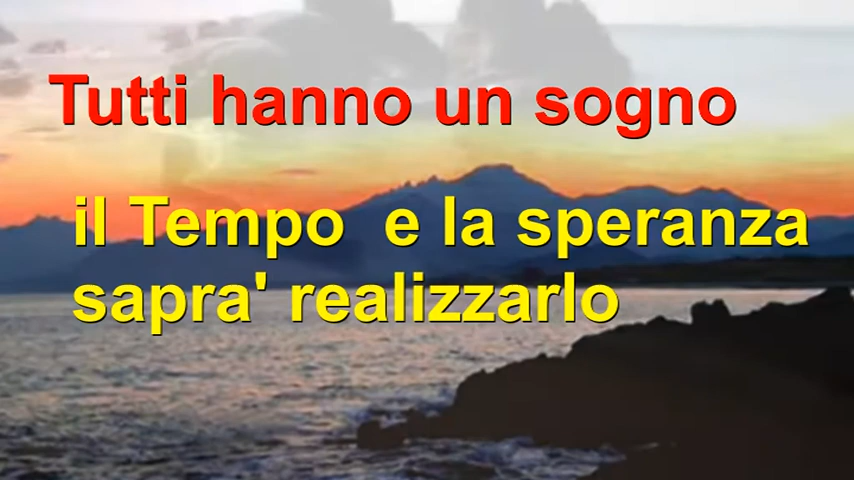 Tutti hanno un sogno
il Tempo e la speranza
sapra' realizzarlo